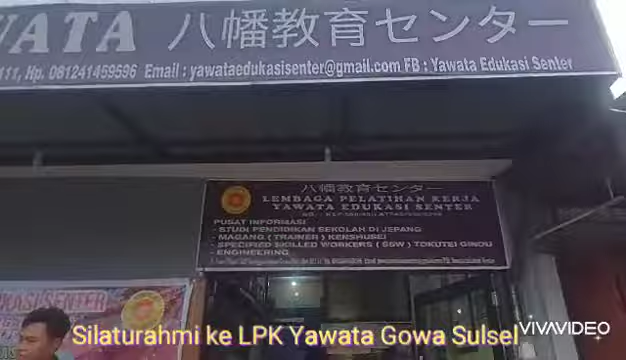 WATA 八幡教育センター
111, Hp. 081241459596 Email : yawataedukasisenter@gmail.com FB : Yawata Edukasi Senter
八幡教育センター
LEMBAGA PELATIHAN KERJA
YAWATA EDUKASI SENTER
PUSAT INFORMASI
- STUDI PENDIDIKAN SEKOLAH DI JEPANG
- MAGANG ( TRAINER ) KENSHUSEI
- SPECIFIED SKILLED WORKERS ( SSW ) TOKUTEI GINOU
- ENGINEERING
UKASI SENTER
Silaturahmi ke LPK Yawata Gowa Sulsel
VIVAVIDEO